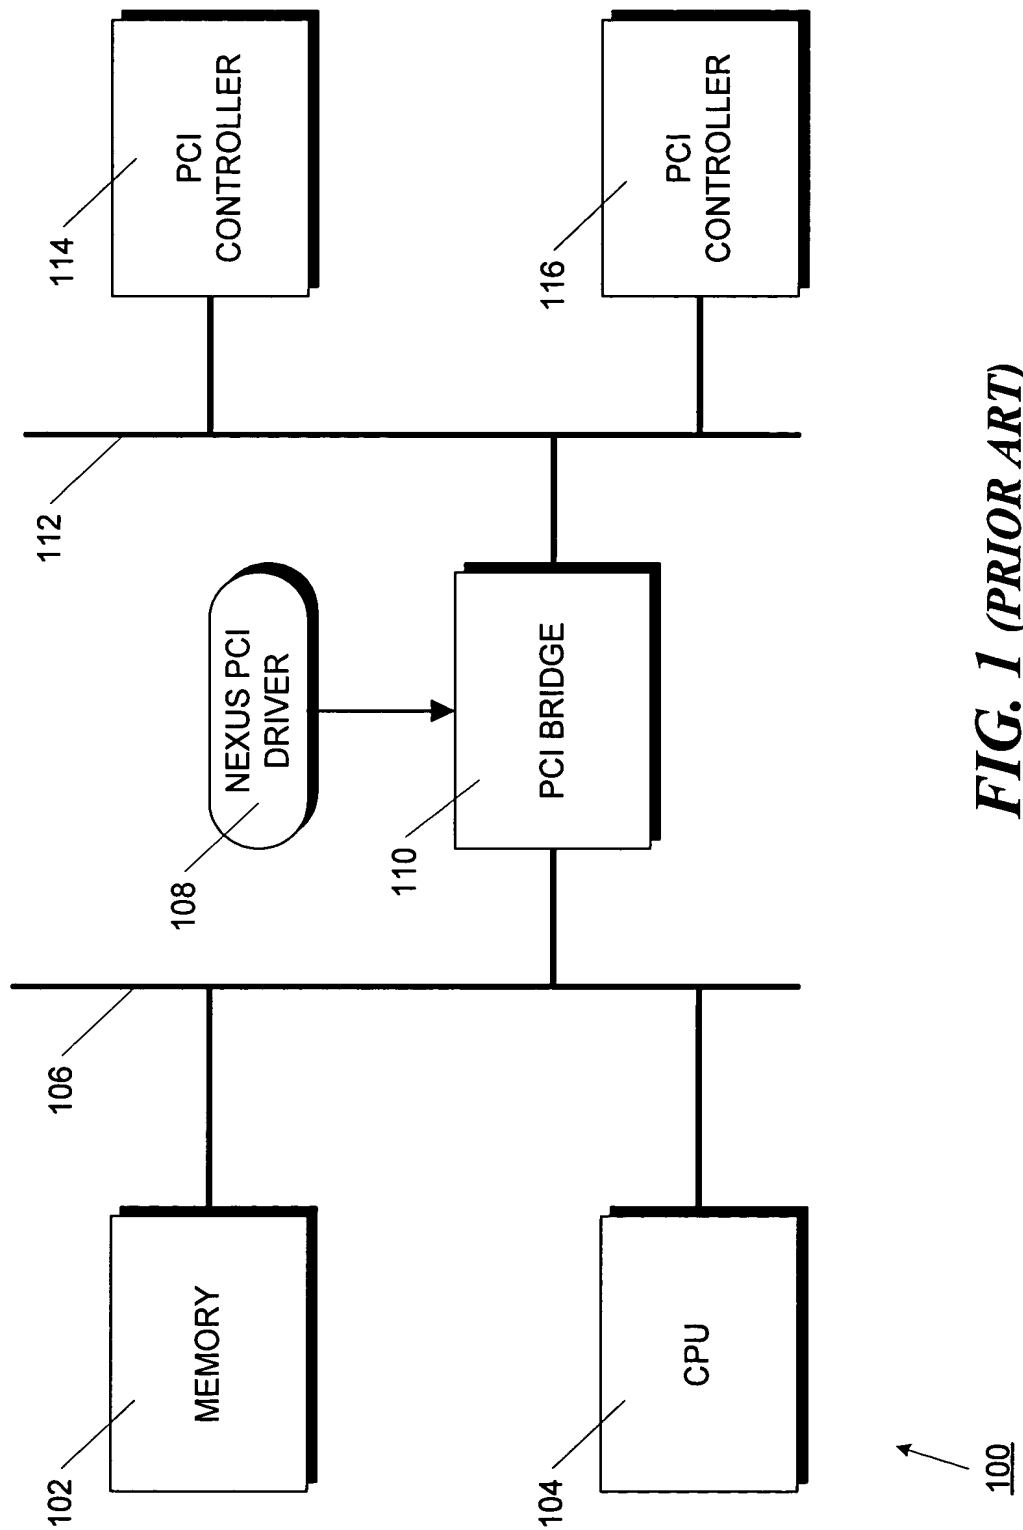 102
MEMORY
106
108
NEXUS PCI
DRIVER
112
114
PCI
CONTROLLER
104
CPU
110
PCI BRIDGE
116
PCI
CONTROLLER
100
FIG. 1 (PRIOR ART)